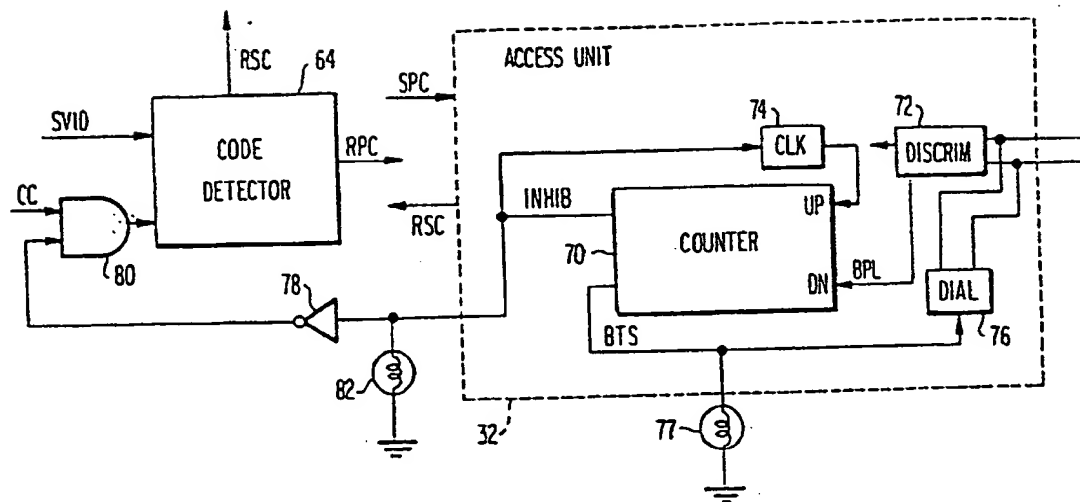 RSC
64
SPC
ACCESS UNIT
SVIO
CODE
DETECTOR
RPC
74
CLK
72
DISCRIM
CC
80
RSC
INHIB
70
UP
COUNTER
DN
BPL
DIAL
76
78
82
BTS
32
77